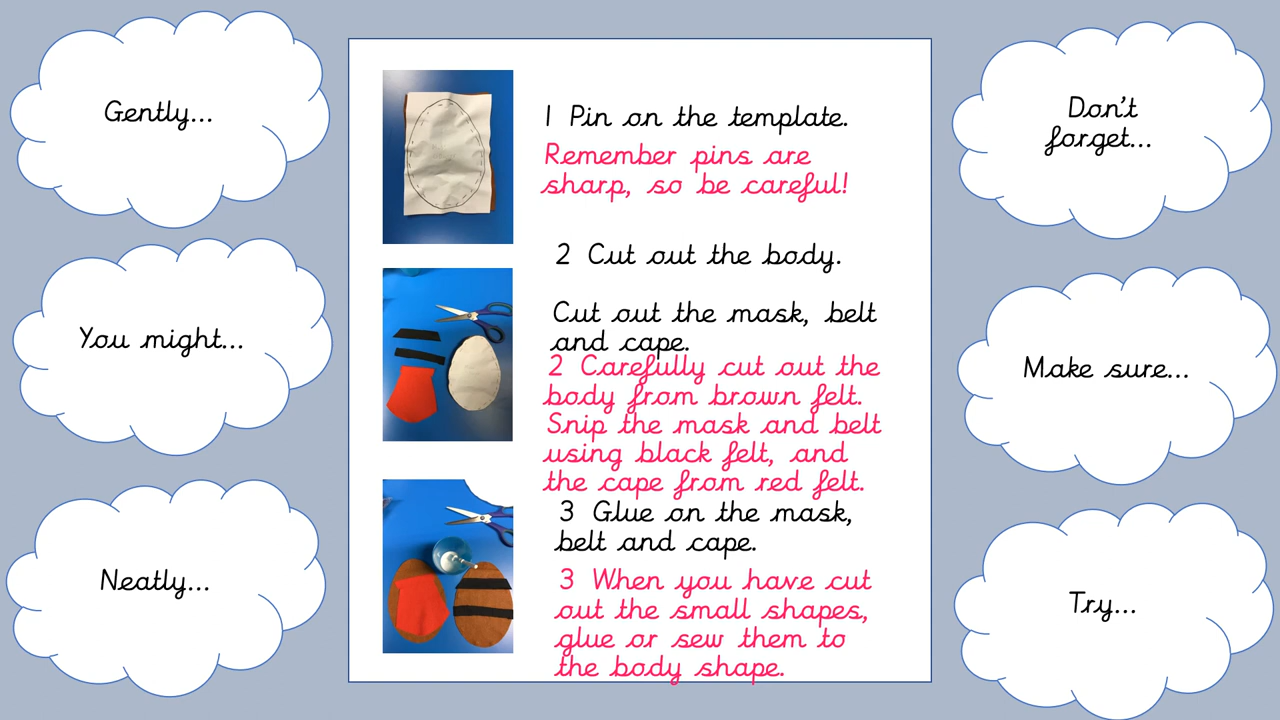 Gently...
You might...
Neatly...
1 Pin on the template.
Remember pins are
sharp, so be careful!
2 Cut out the body.
Cut out the mask, belt
and cape.
2 Carefully cut out the
body from brown felt.
Snip the mask and belt
using black felt, and
the cape from red felt.
3 Glue on the mask,
belt and cape.
3 When you have cut
out the small shapes,
glue or sew them to
the body shape.
Don't
forget...
Make sure...
Try...